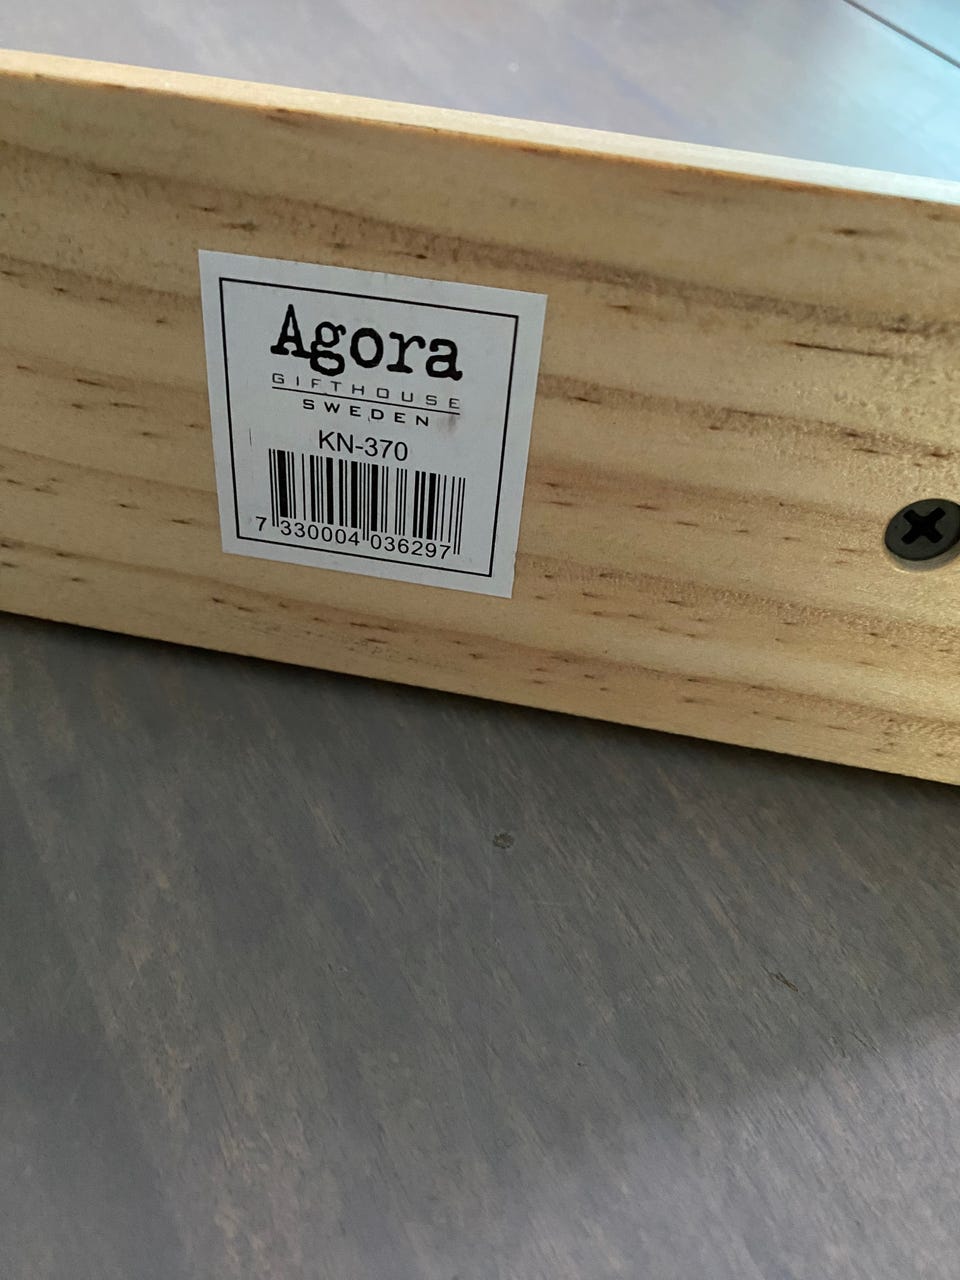 Agora
GIFTHOUSE
SWEDEN
KN-370
7 330004 036297